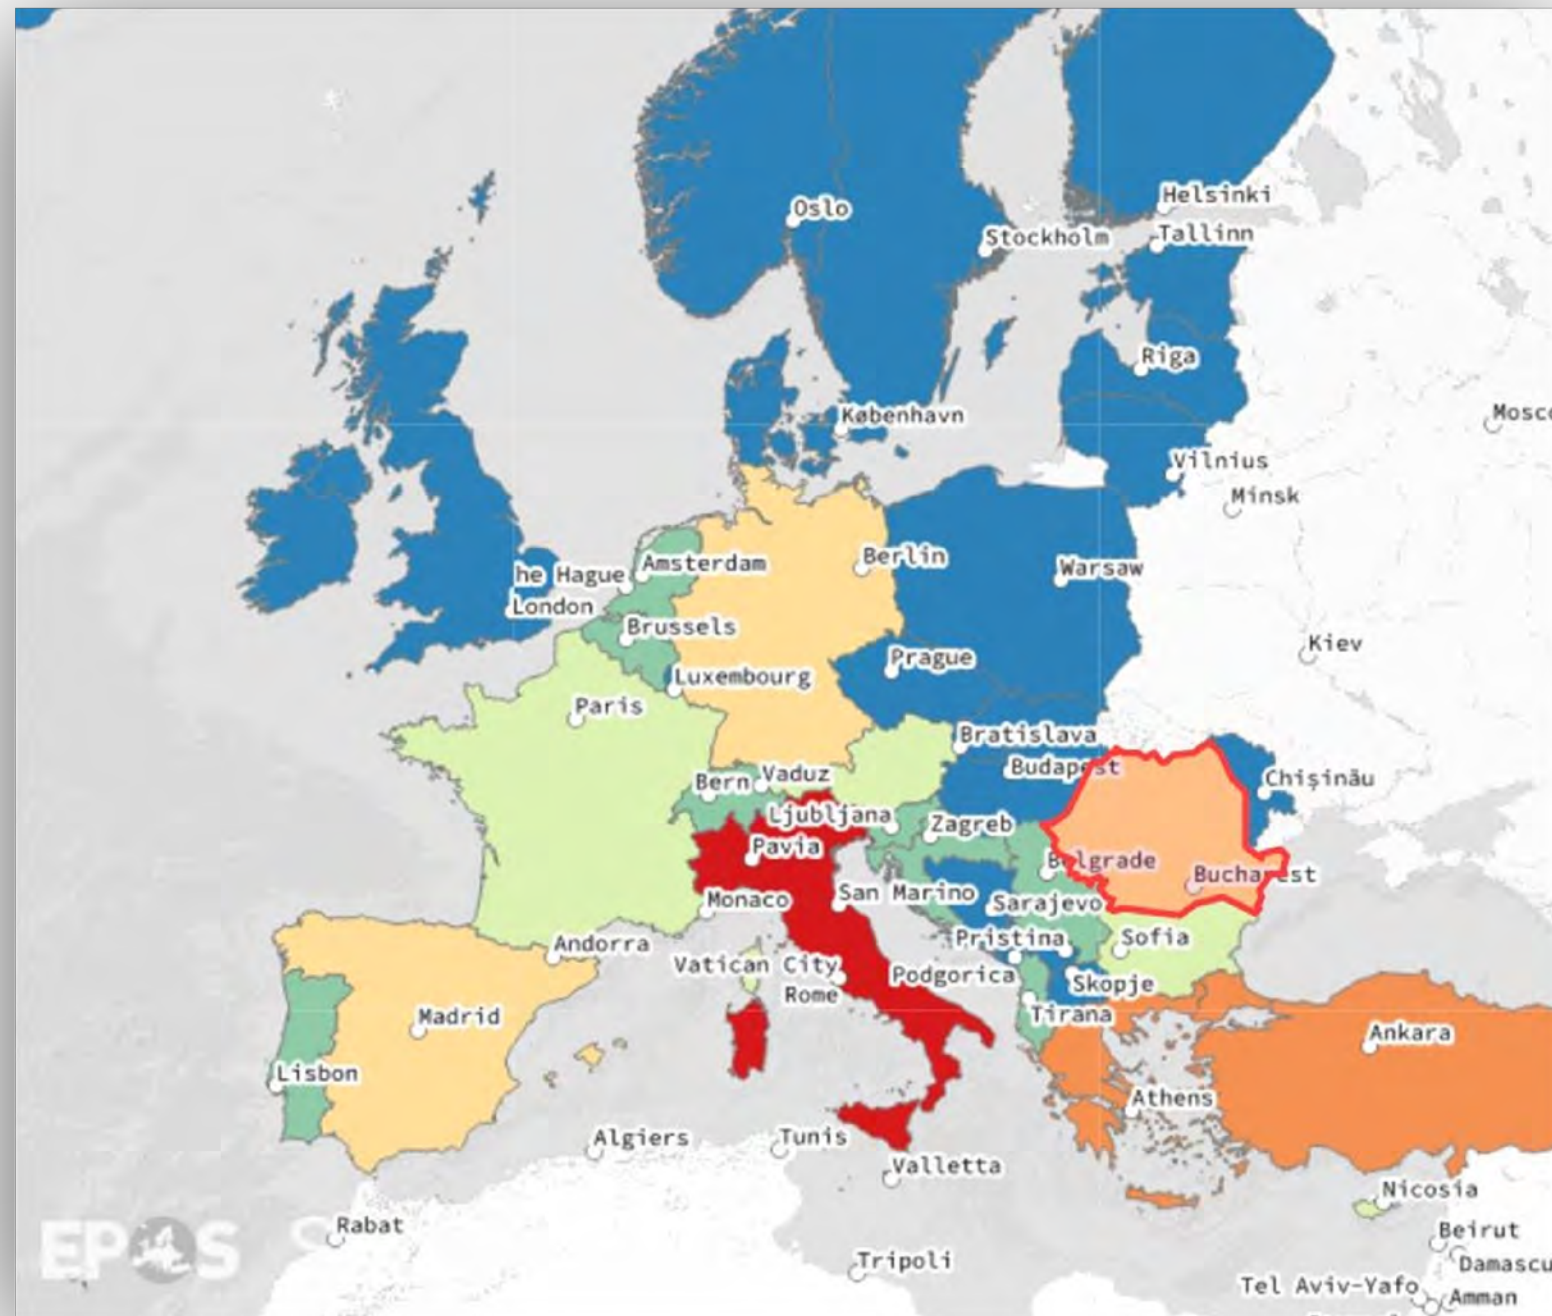 Oslo
Helsinki
Stockholm
Tallinn
Riga
København
Mosc
Vilnius
Minsk
Berlin
he Hague
Amsterdam
Warsaw
London
Brussels
Kiev
Prague
Luxembourg
Paris
Bratislava
Budapest
Bern
Vaduz
Chişinău
Ljubljana
Zagreb
Pavia
Belgrade
Bucharest
Monaco
San Marino
Sarajevo
Andorra
Pristina
Sofia
Vatican City
Podgorica
Skopje
Rome
Madrid
Tirana
Ankara
Lisbon
Athens
Algiers
Tunis
Valletta
Nicosia
Rabat
Beirut
EPOS
Tripoli
Damascu
Tel Aviv-Yafo
Amman